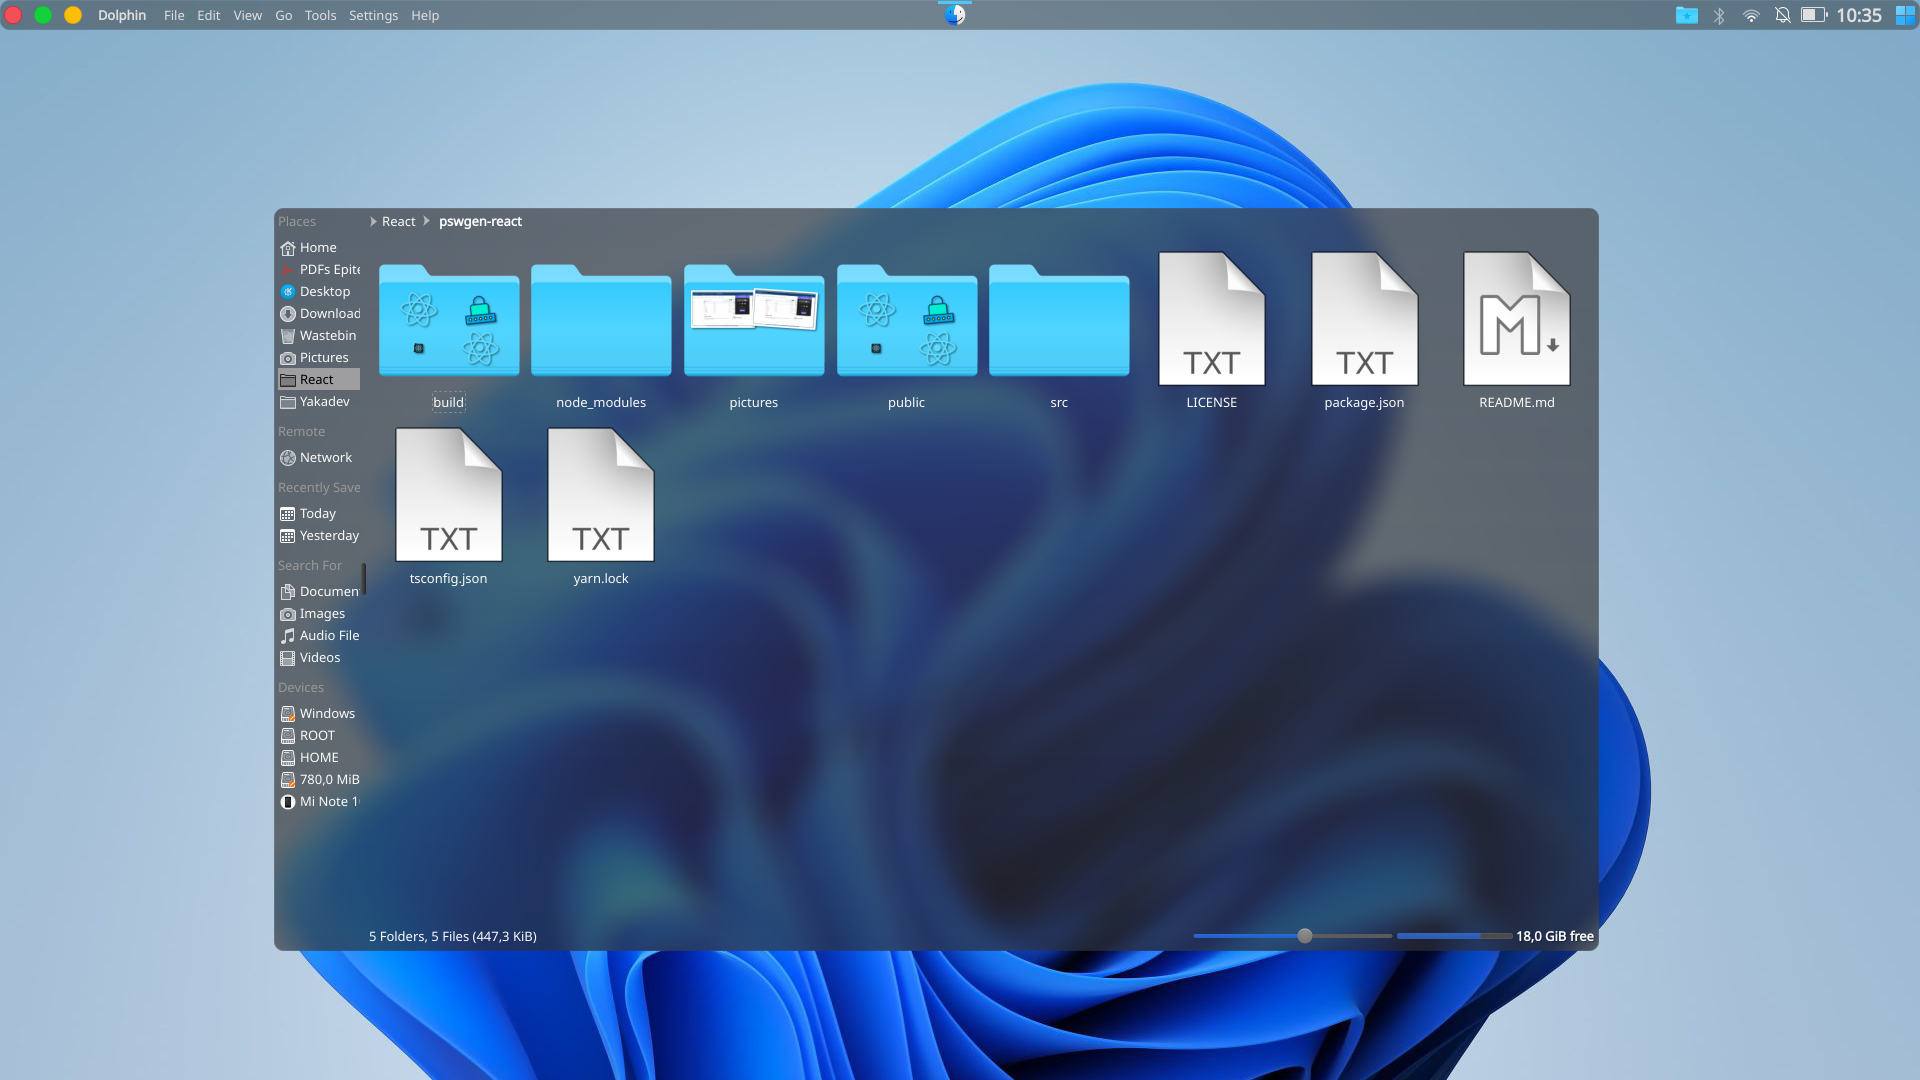 Dolphin File Edit View Go Tools Settings Help
10:35
Places
Home
PDFs Epite
Desktop
Download
Wastebin
Pictures
React
Yakadev
Remote
Network
Recently Save
Today
Yesterday
Search For
Documen
Images
Audio File
Videos
Devices
Windows
ROOT
HOME
780,0 MiB
Mi Note 1
React pswgen-react
TXT TXT M
build node_modules pictures public src LICENSE package.json README.md
TXT TXT
tsconfig.json yarn.lock
5 Folders, 5 Files (447,3 KiB)
18,0 GiB free